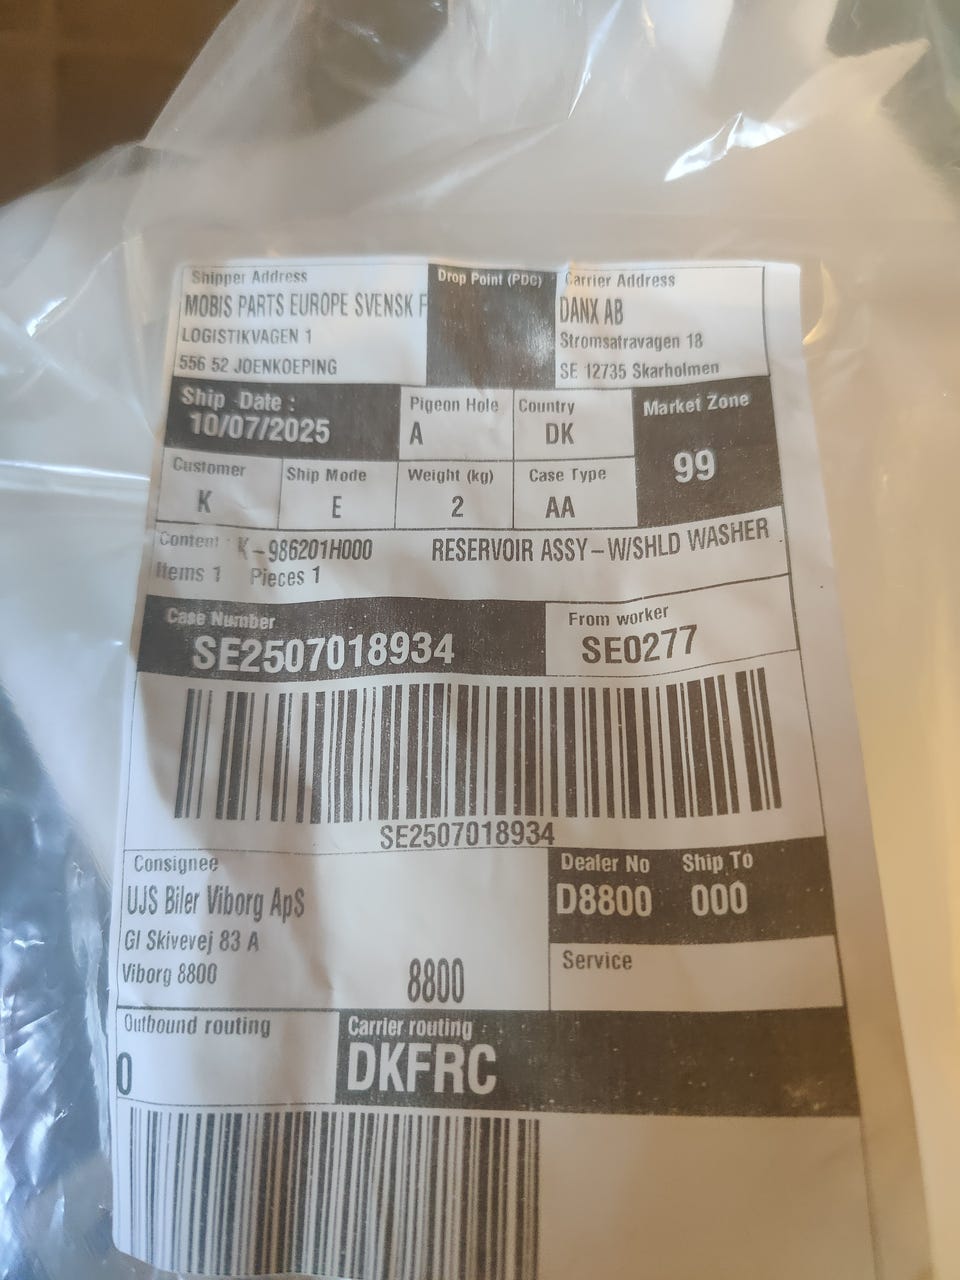 Shipper Address
MOBIS PARTS EUROPE SVENSK F
LOGISTIKVAGEN 1
556 52 JOENKOEPING
Drop Point (PDC)
Carrier Address
DANX AB
Stromsatravagen 18
SE 12735 Skarholmen
Ship Date :
10/07/2025
Pigeon Hole
A
Country
DK
Market Zone
99
Customer
K
Ship Mode
E
Weight (kg)
2
Case Type
AA
Content : K-986201H000 RESERVOIR ASSY-W/SHLD WASHER
Items 1 Pieces 1
Case Number
SE2507018934
From worker
SE0277
SE2507018934
Consignee
UJS Biler Viborg ApS
Gl Skivevej 83 A
Viborg 8800
8800
Dealer No Ship To
D8800 000
Service
Outbound routing
0
Carrier routing
DKFRC